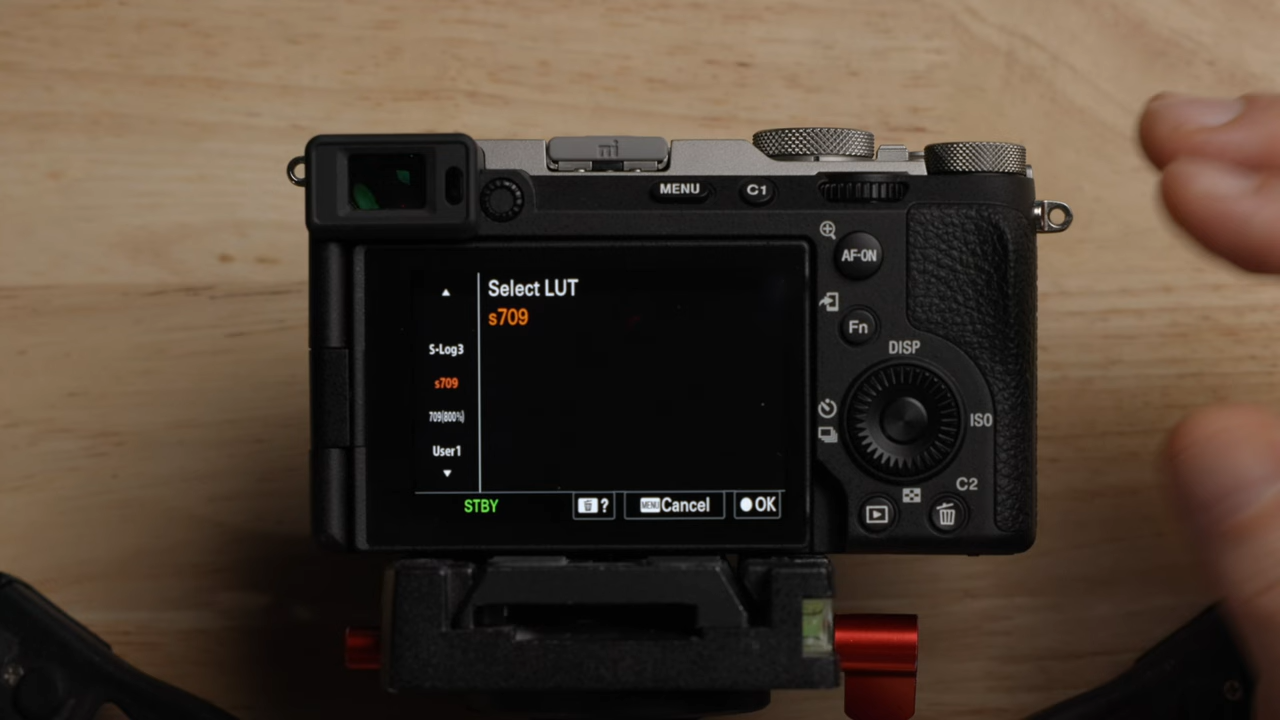 MENU
C1
AF-ON
Fn
DISP
ISO
C2
Select LUT
s709
S-Log3
s709
709(800%)
User1
STBY
?
MENU Cancel
OK